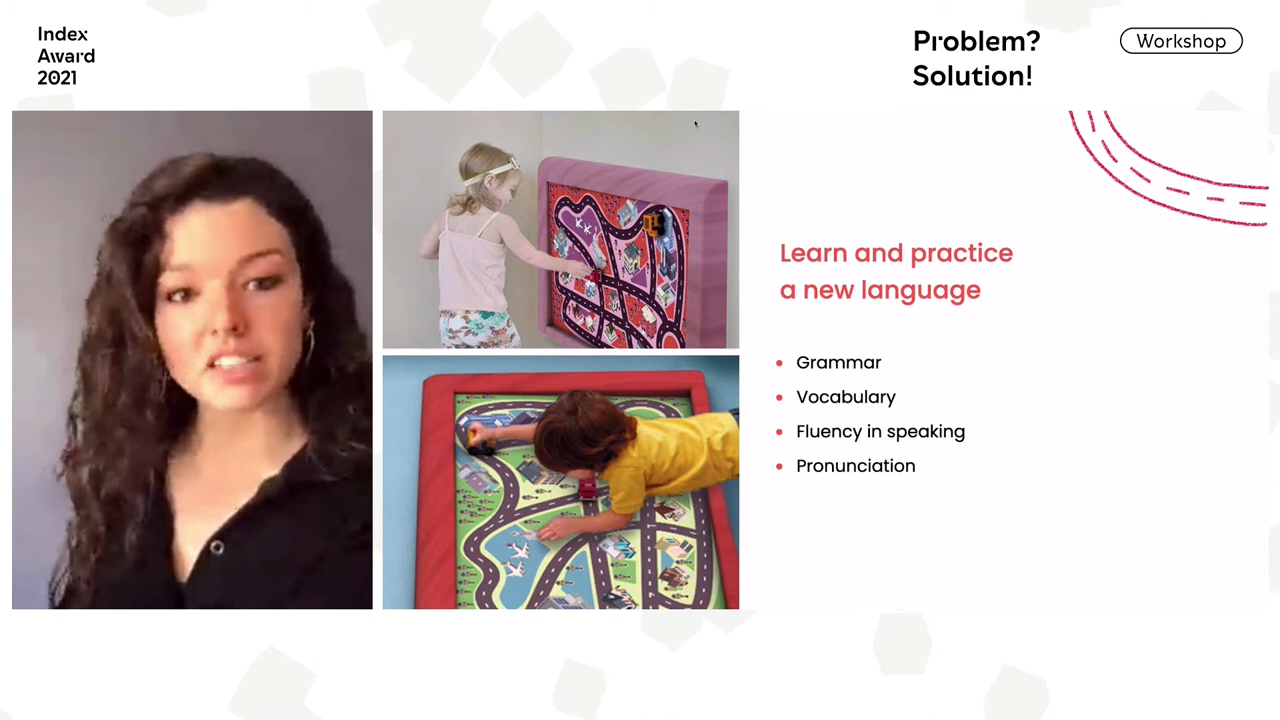 Index
Award
2021
Problem?
Solution!
Workshop
Learn and practice
a new language
Grammar
Vocabulary
Fluency in speaking
Pronunciation